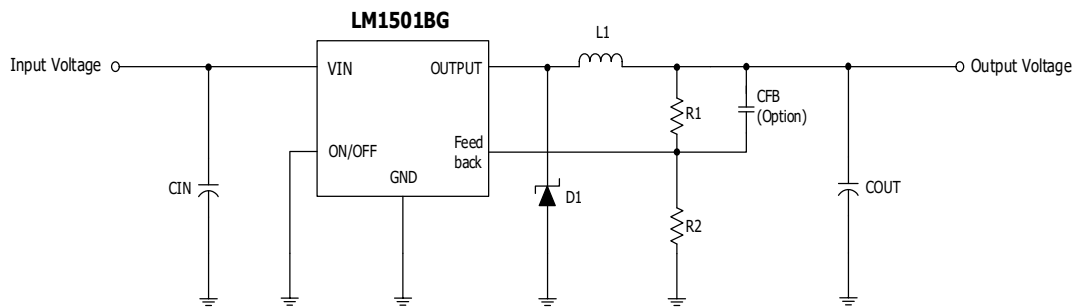 LM1501BG
L1
Input Voltage
VIN
OUTPUT
Output Voltage
CFB
(Option)
R1
ON/OFF
Feed
back
GND
CIN
D1
COUT
R2